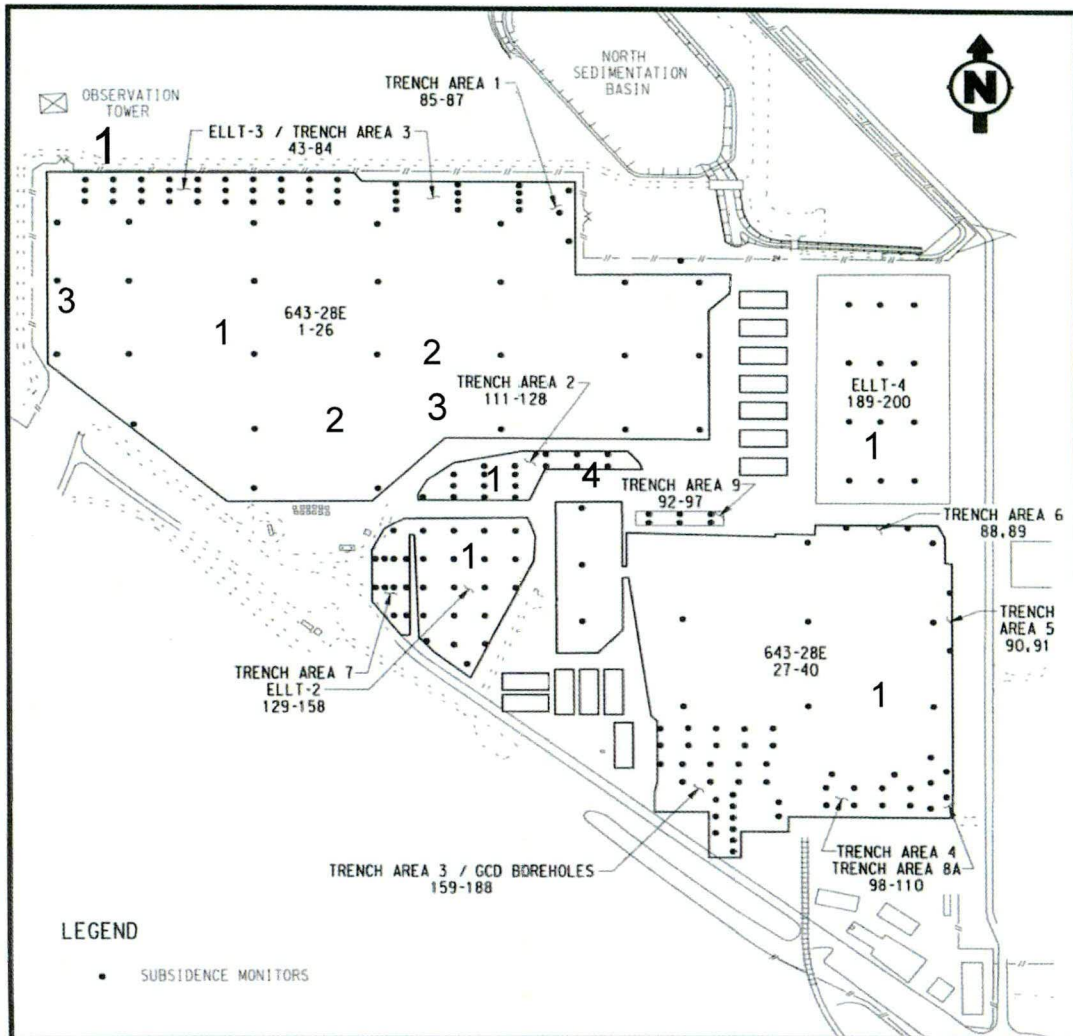 NORTH
SEDIMENTATION
BASIN
N
OBSERVATION
TOWER
TRENCH AREA 1
85-87
1
ELLT-3 / TRENCH AREA 3
43-84
24
3
643-28E
1-26
1
2
TRENCH AREA 2
111-128
3
2
ELLT-4
189-200
1
1
4
TRENCH AREA 9
92-97
TRENCH AREA 6
88,89
1
TRENCH
AREA 5
90,91
643-28E
27-40
1
TRENCH AREA 7
ELLT-2
129-158
TRENCH AREA 3 / GCD BOREHOLES
159-188
TRENCH AREA 4
TRENCH AREA 8A
98-110
LEGEND
SUBSIDENCE MONITORS